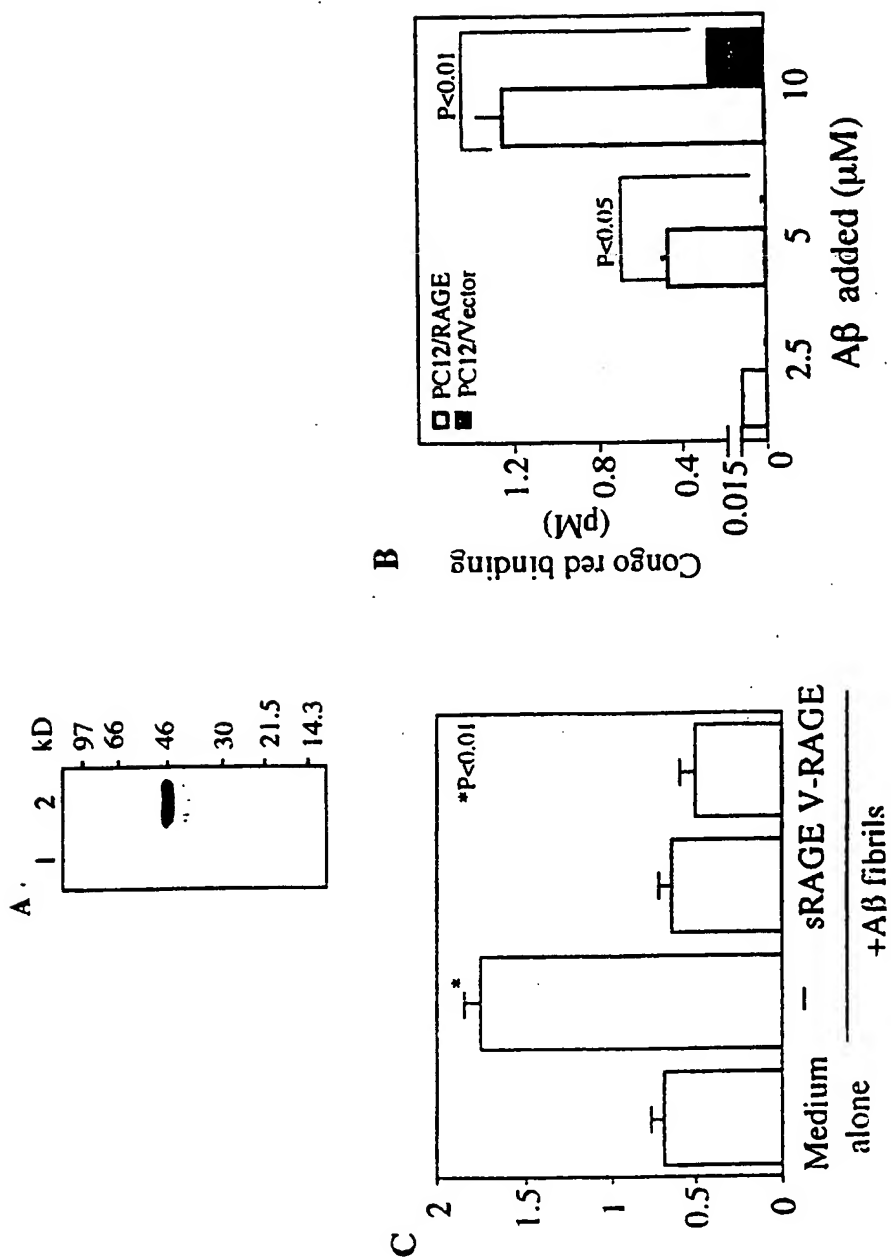 A
1 2 kD
97
66
46
30
21.5
14.3
B
Congo red binding
(pM)
1.2
0.8
0.4
0.015
0
PC12/RAGE
PC12/Vector
P<0.05
P<0.01
2.5 5 10
Aβ added (μM)
C
2
1.5
1
0.5
0
*
*P<0.01
Medium
alone
– sRAGE V-RAGE
+Aβ fibrils